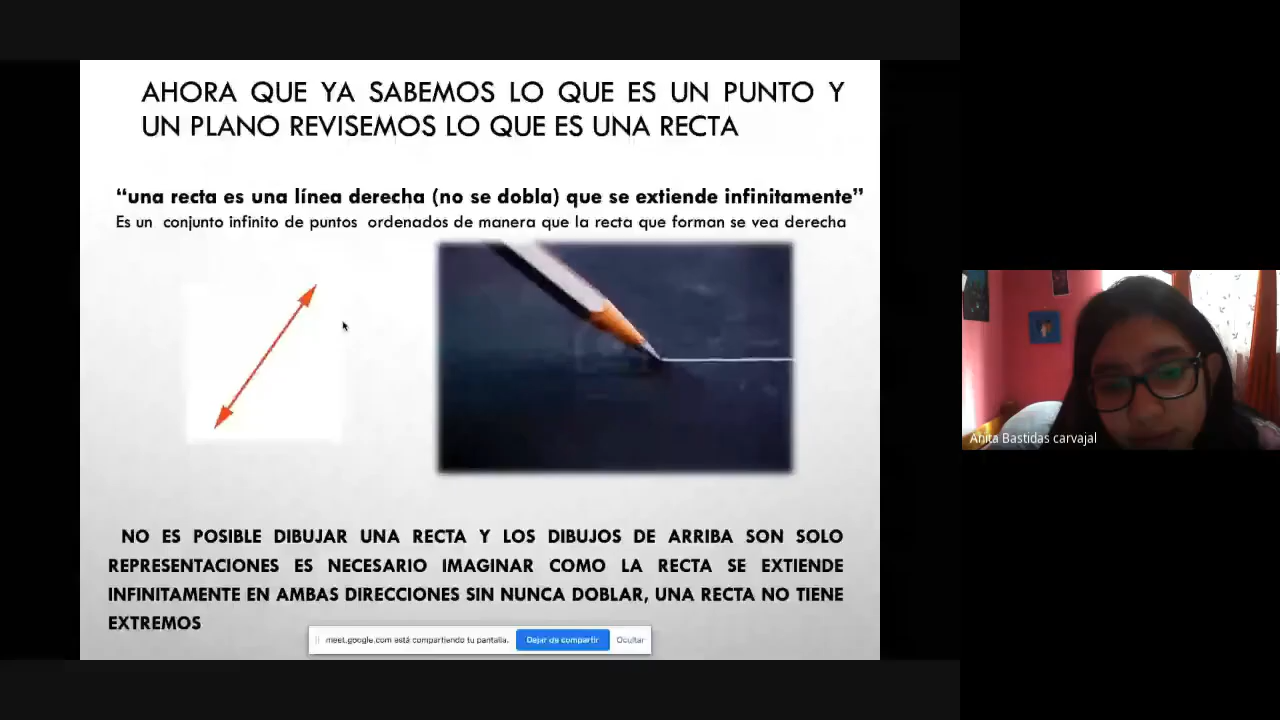 AHORA QUE YA SABEMOS LO QUE ES UN PUNTO Y
UN PLANO REVISEMOS LO QUE ES UNA RECTA
“una recta es una línea derecha (no se dobla) que se extiende infinitamente”
Es un conjunto infinito de puntos ordenados de manera que la recta que forman se vea derecha
Anita Bastidas carvajal
NO ES POSIBLE DIBUJAR UNA RECTA Y LOS DIBUJOS DE ARRIBA SON SOLO
REPRESENTACIONES ES NECESARIO IMAGINAR COMO LA RECTA SE EXTIENDE
INFINITAMENTE EN AMBAS DIRECCIONES SIN NUNCA DOBLAR, UNA RECTA NO TIENE
EXTREMOS
meet.google.com está compartiendo tu pantalla. Dejar de compartir Ocultar